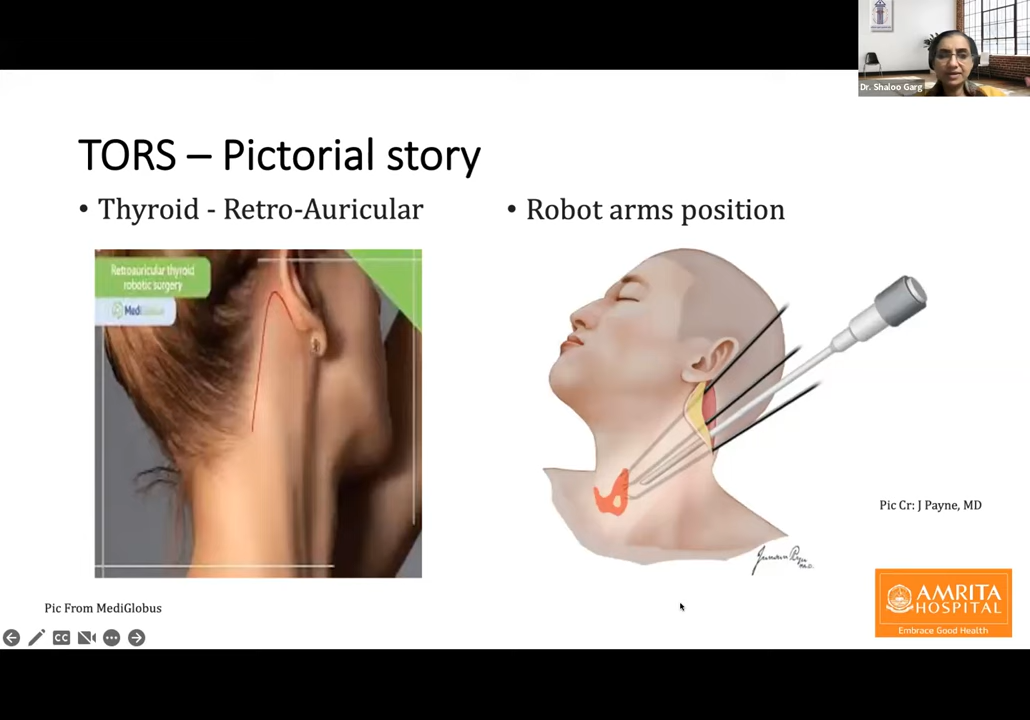 Dr. Shaloo Garg
TORS – Pictorial story
• Thyroid - Retro-Auricular
• Robot arms position
Retroauricular thyroid
robotic surgery
Pic Cr: J Payne, MD
Pic From MediGlobus
AMRITA
HOSPITAL
Embrace Good Health
CC